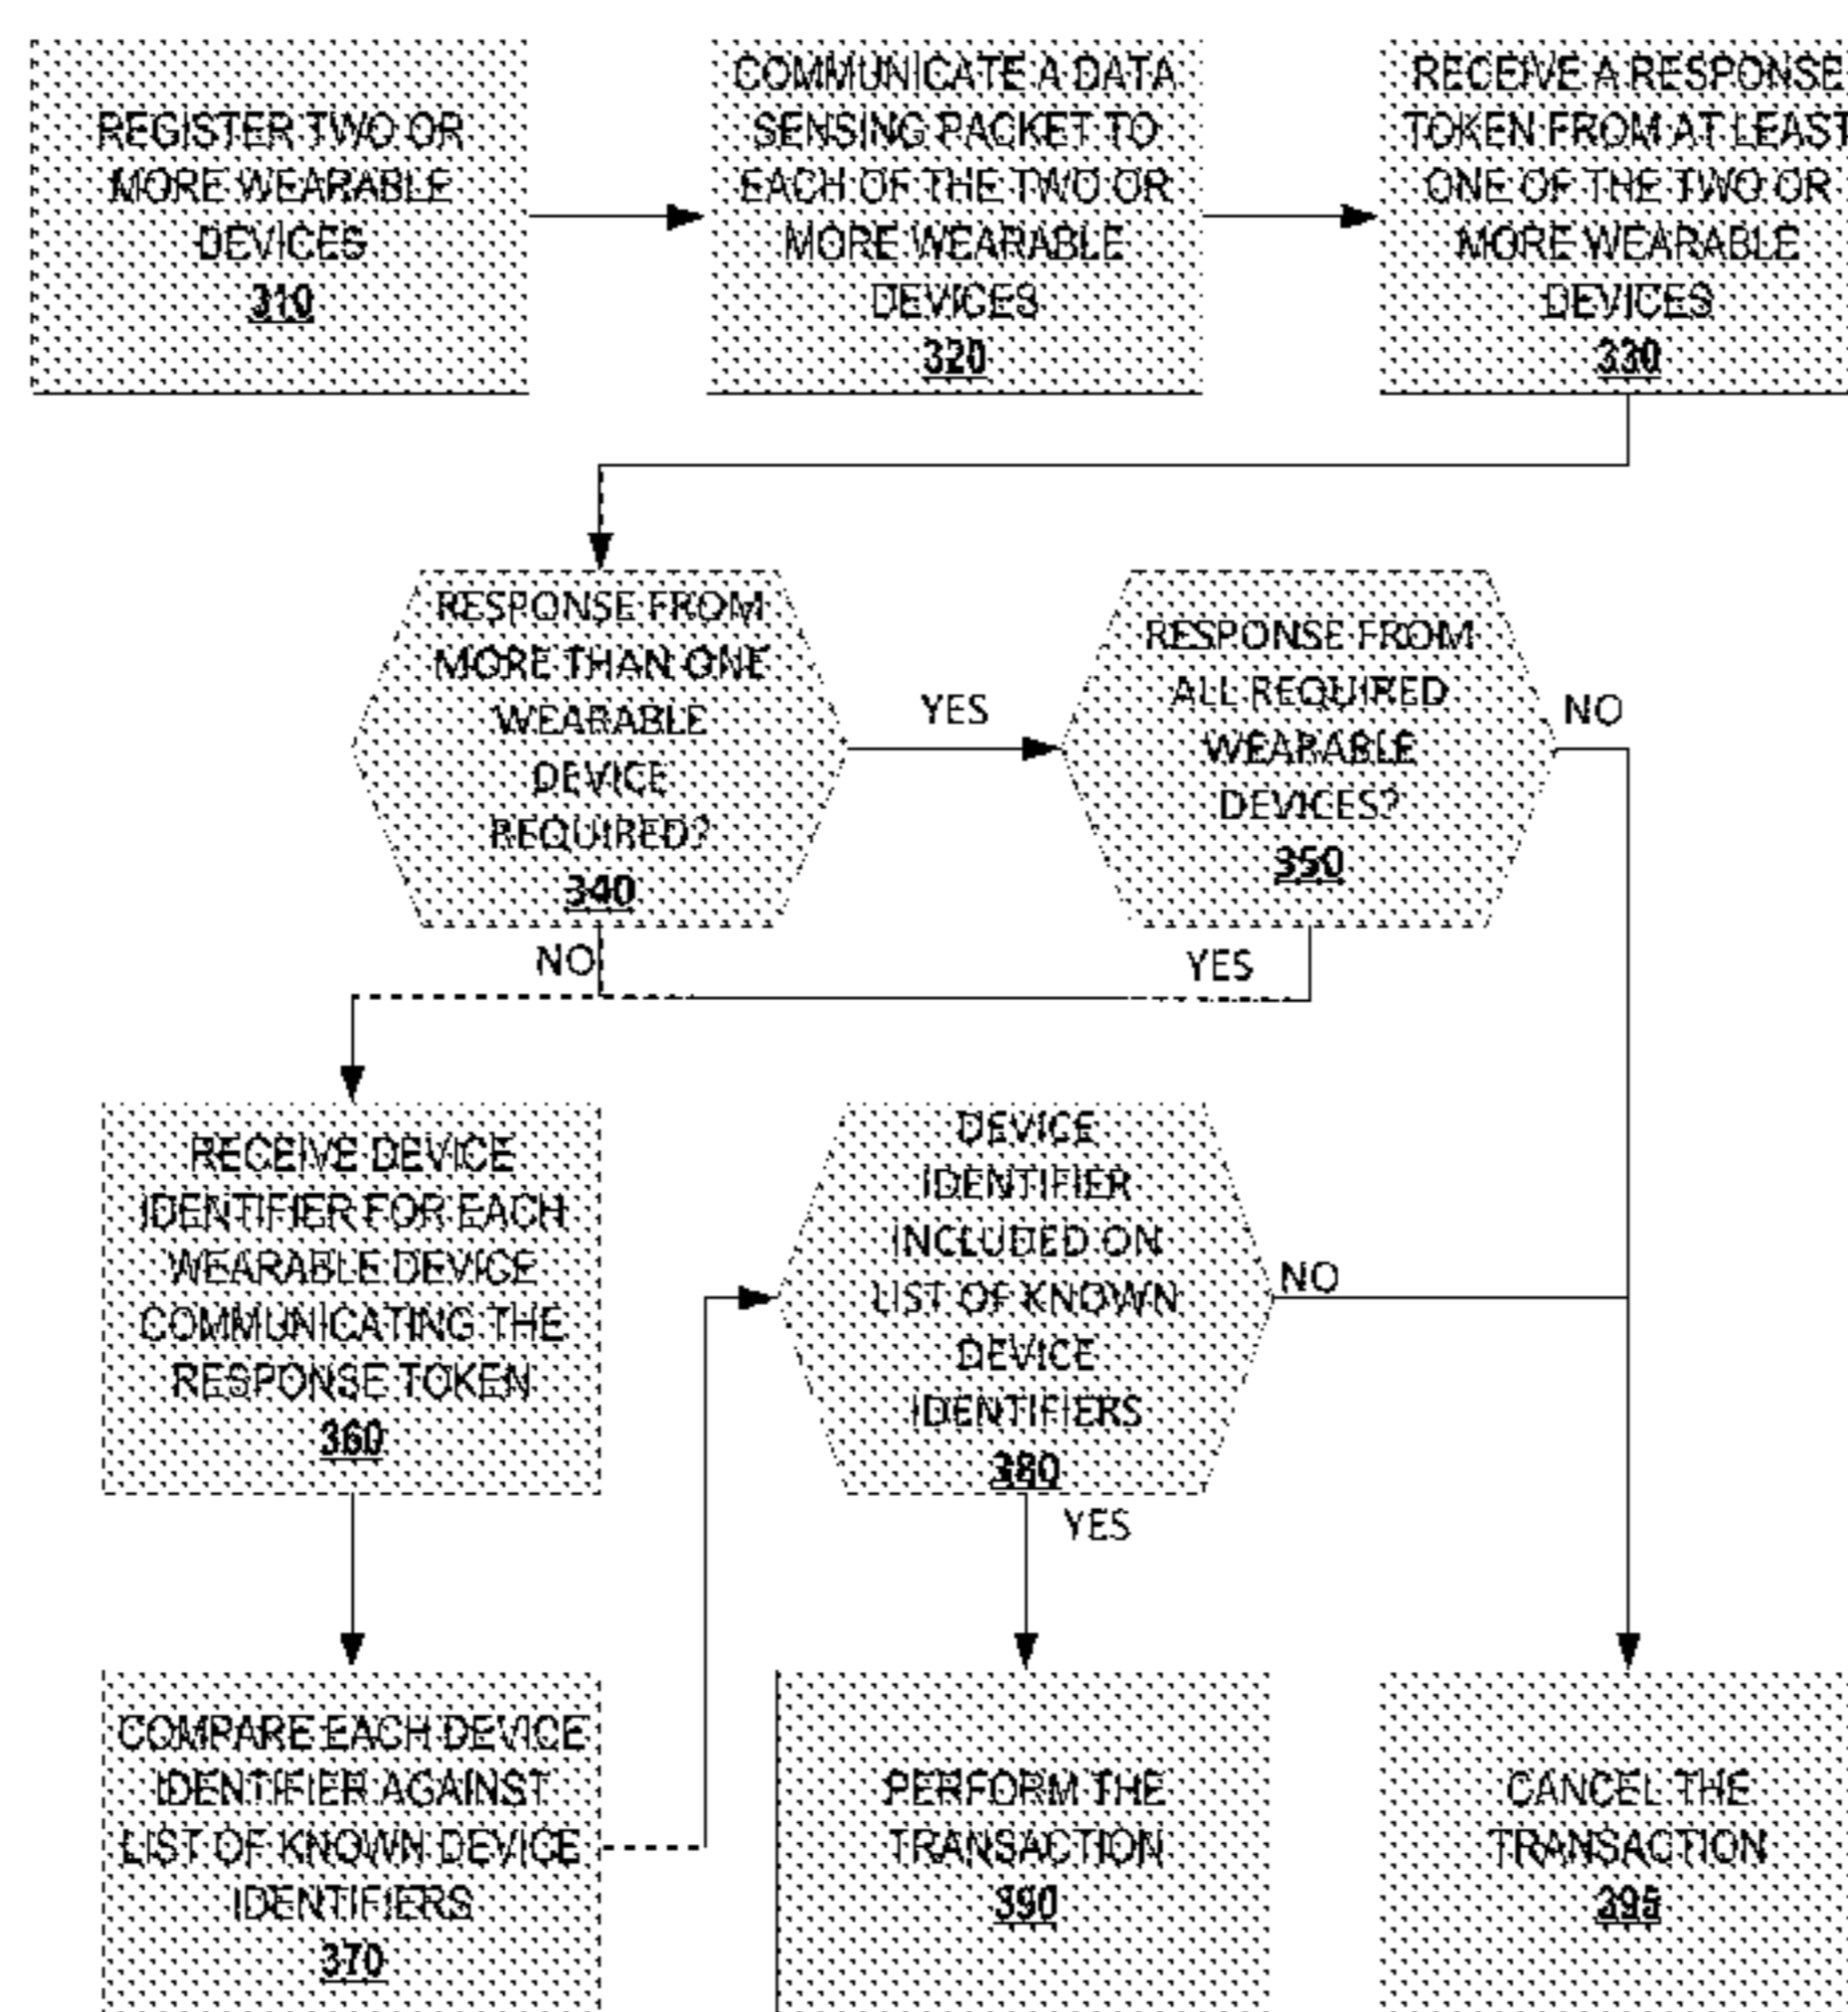 REGISTER TWO OR
MORE WEARABLE
DEVICES
310
COMMUNICATE A DATA
SENSING PACKET TO
EACH OF THE TWO OR
MORE WEARABLE
DEVICES
320
RECEIVE A RESPONSE
TOKEN FROM AT LEAST
ONE OF THE TWO OR
MORE WEARABLE
DEVICES
330
RESPONSE FROM
MORE THAN ONE
WEARABLE
DEVICE
REQUIRED?
340
YES
RESPONSE FROM
ALL REQUIRED
WEARABLE
DEVICES?
350
NO
NO
YES
RECEIVE DEVICE
IDENTIFIER FOR EACH
WEARABLE DEVICE
COMMUNICATING THE
RESPONSE TOKEN
360
DEVICE
IDENTIFIER
INCLUDED ON
LIST OF KNOWN
DEVICE
IDENTIFIERS
380
NO
YES
COMPARE EACH DEVICE
IDENTIFIER AGAINST
LIST OF KNOWN DEVICE
IDENTIFIERS
370
PERFORM THE
TRANSACTION
390
CANCEL THE
TRANSACTION
395